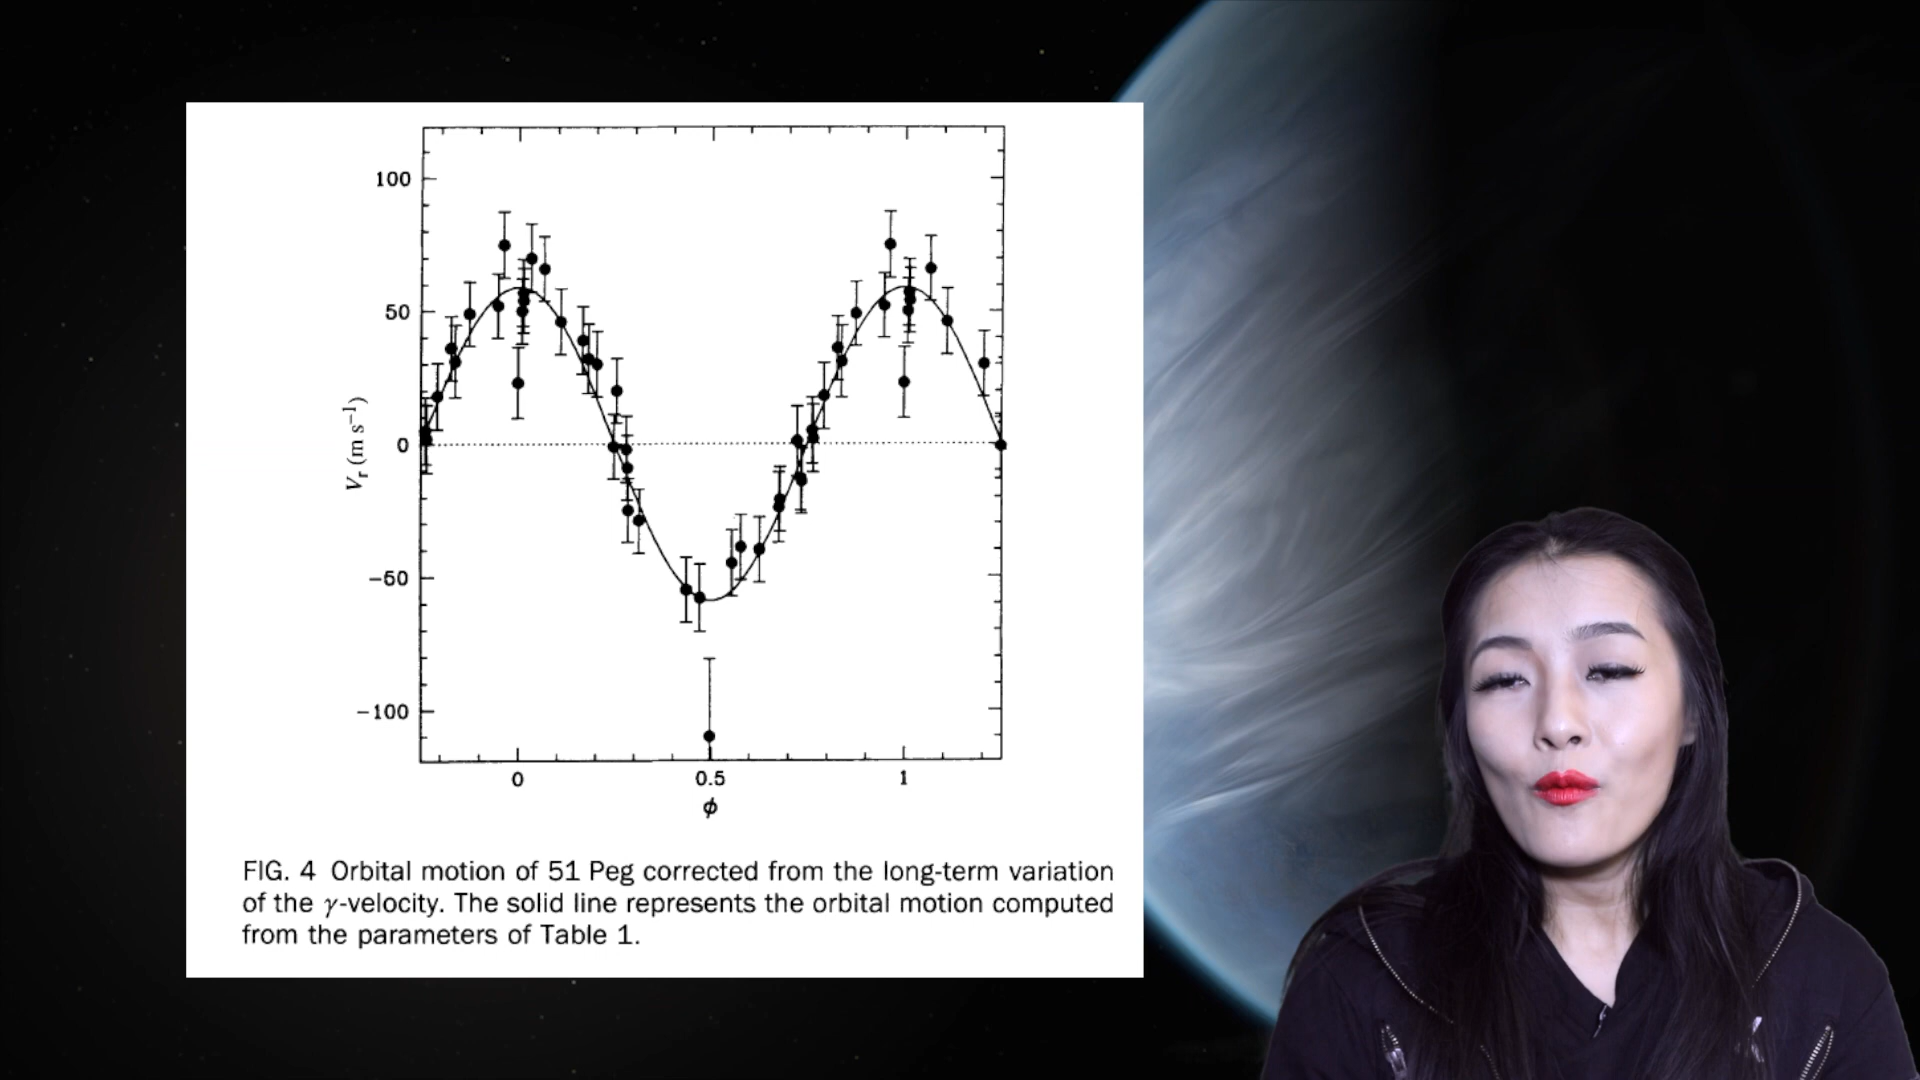 100
50
0
−50
−100
V_r (m s⁻¹)
0
0.5
1
ϕ
FIG. 4 Orbital motion of 51 Peg corrected from the long-term variation
of the γ-velocity. The solid line represents the orbital motion computed
from the parameters of Table 1.